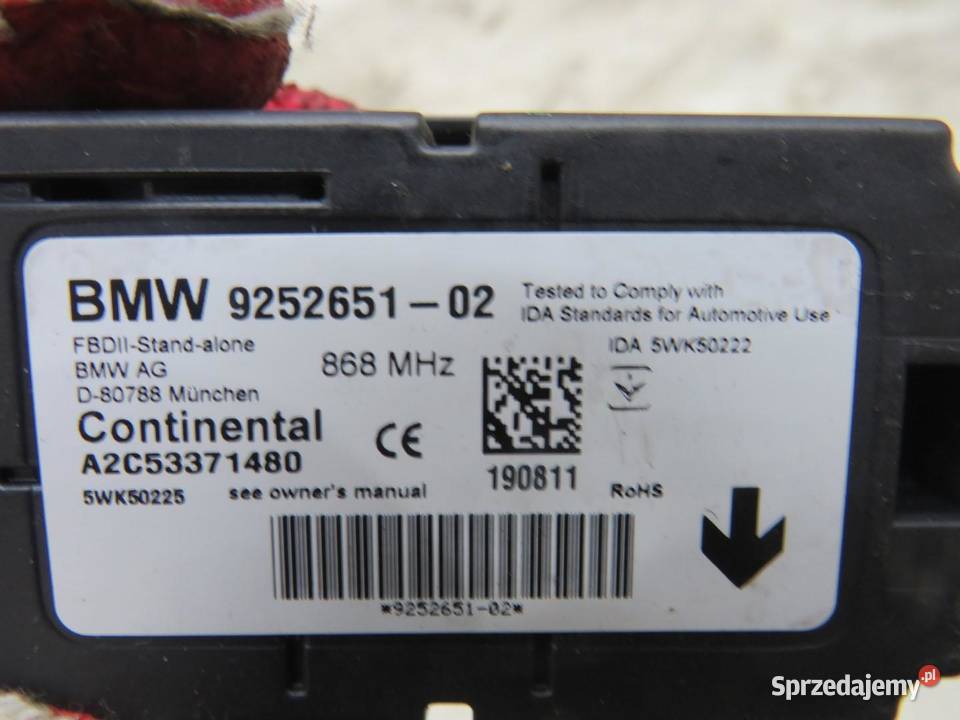 BMW 9252651-02
Tested to Comply with
IDA Standards for Automotive Use
FBDII-Stand-alone
BMW AG
D-80788 München
868 MHz
IDA 5WK50222
Continental
CE
A2C53371480
190811
5WK50225
see owner's manual
RoHS
*9252651-02*
Sprzedajemy.pl